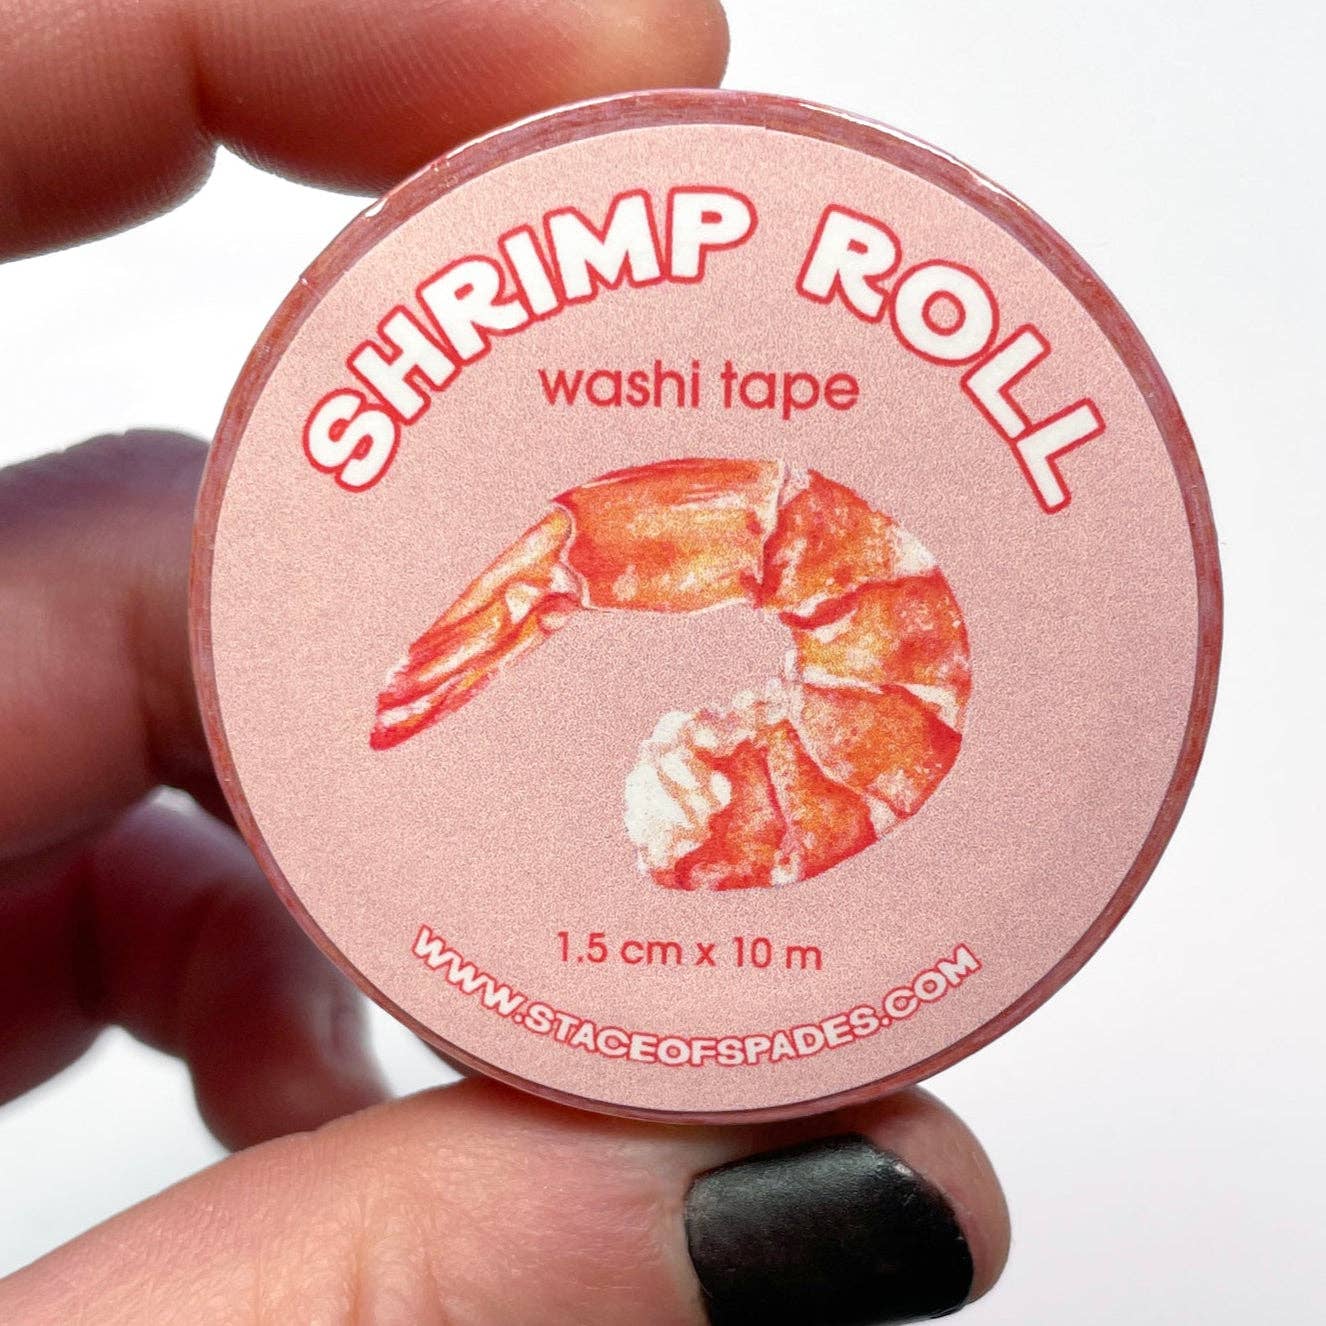 SHRIMP ROLL
washi tape
1.5 cm x 10 m
WWW.STACEOFSPADES.COM